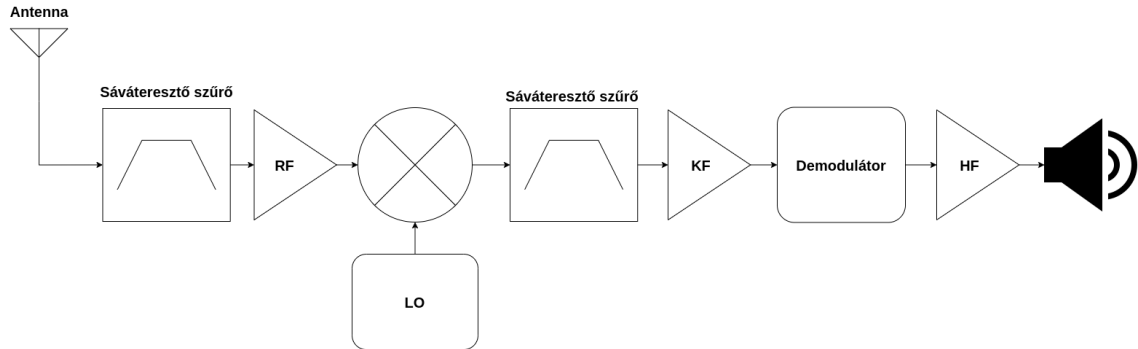 Antenna
Sáváteresztő szűrő
RF
LO
Sáváteresztő szűrő
KF
Demodulátor
HF